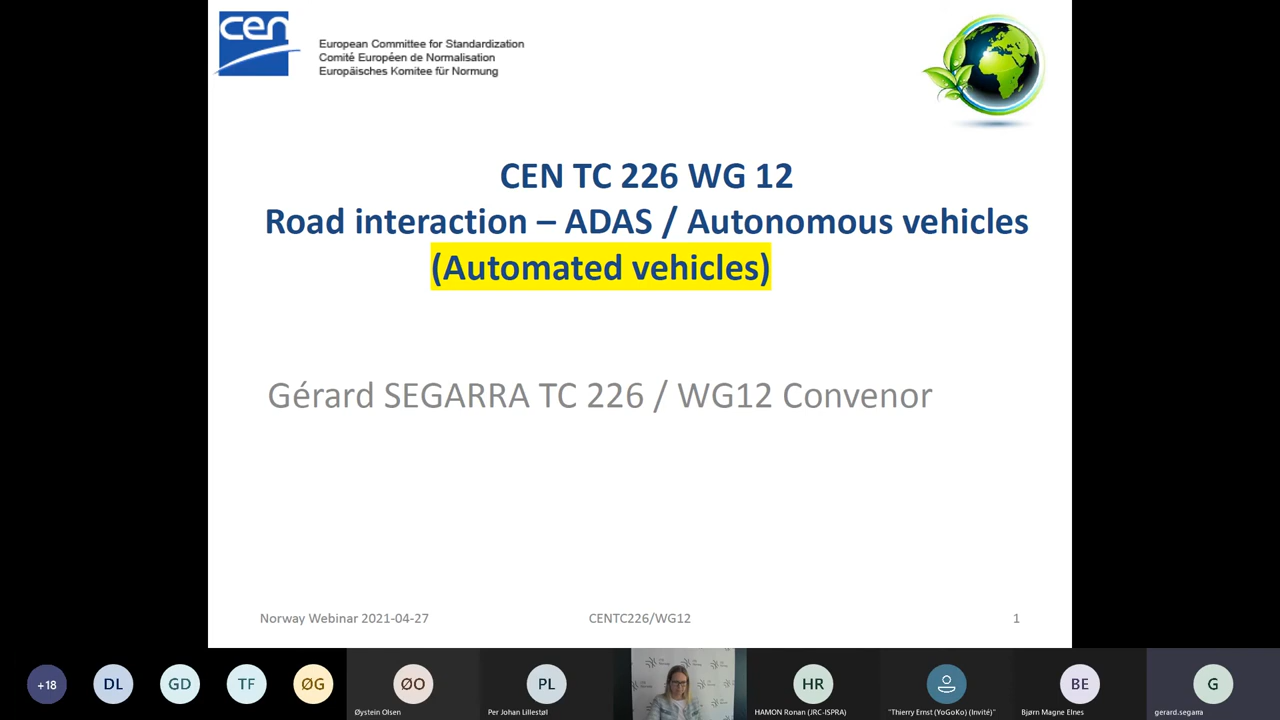 cen
European Committee for Standardization
Comité Européen de Normalisation
Europäisches Komitee für Normung
CEN TC 226 WG 12
Road interaction – ADAS / Autonomous vehicles
(Automated vehicles)
Gérard SEGARRA TC 226 / WG12 Convenor
Norway Webinar 2021-04-27
CENTC226/WG12
1
+18
DL
GD
TF
ØG
ØO
PL
HR
BE
G
Øystein Olsen
Per Johan Lillestøl
HAMON Ronan (JRC-ISPRA)
"Thierry Ernst (YoGoKo) (Invité)"
Bjørn Magne Elnes
gerard.segarra